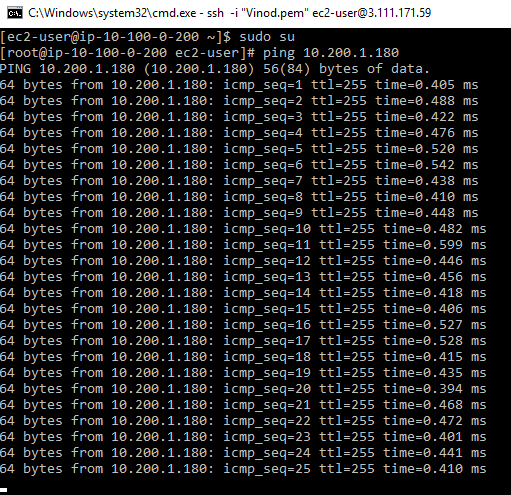 C:\Windows\system32\cmd.exe - ssh -i "Vinod.pem" ec2-user@3.111.171.59
[ec2-user@ip-10-100-0-200 ~]$ sudo su
[root@ip-10-100-0-200 ec2-user]# ping 10.200.1.180
PING 10.200.1.180 (10.200.1.180) 56(84) bytes of data.
64 bytes from 10.200.1.180: icmp_seq=1 ttl=255 time=0.405 ms
64 bytes from 10.200.1.180: icmp_seq=2 ttl=255 time=0.488 ms
64 bytes from 10.200.1.180: icmp_seq=3 ttl=255 time=0.422 ms
64 bytes from 10.200.1.180: icmp_seq=4 ttl=255 time=0.476 ms
64 bytes from 10.200.1.180: icmp_seq=5 ttl=255 time=0.520 ms
64 bytes from 10.200.1.180: icmp_seq=6 ttl=255 time=0.542 ms
64 bytes from 10.200.1.180: icmp_seq=7 ttl=255 time=0.438 ms
64 bytes from 10.200.1.180: icmp_seq=8 ttl=255 time=0.410 ms
64 bytes from 10.200.1.180: icmp_seq=9 ttl=255 time=0.448 ms
64 bytes from 10.200.1.180: icmp_seq=10 ttl=255 time=0.482 ms
64 bytes from 10.200.1.180: icmp_seq=11 ttl=255 time=0.599 ms
64 bytes from 10.200.1.180: icmp_seq=12 ttl=255 time=0.446 ms
64 bytes from 10.200.1.180: icmp_seq=13 ttl=255 time=0.456 ms
64 bytes from 10.200.1.180: icmp_seq=14 ttl=255 time=0.418 ms
64 bytes from 10.200.1.180: icmp_seq=15 ttl=255 time=0.406 ms
64 bytes from 10.200.1.180: icmp_seq=16 ttl=255 time=0.527 ms
64 bytes from 10.200.1.180: icmp_seq=17 ttl=255 time=0.528 ms
64 bytes from 10.200.1.180: icmp_seq=18 ttl=255 time=0.415 ms
64 bytes from 10.200.1.180: icmp_seq=19 ttl=255 time=0.435 ms
64 bytes from 10.200.1.180: icmp_seq=20 ttl=255 time=0.394 ms
64 bytes from 10.200.1.180: icmp_seq=21 ttl=255 time=0.468 ms
64 bytes from 10.200.1.180: icmp_seq=22 ttl=255 time=0.472 ms
64 bytes from 10.200.1.180: icmp_seq=23 ttl=255 time=0.401 ms
64 bytes from 10.200.1.180: icmp_seq=24 ttl=255 time=0.441 ms
64 bytes from 10.200.1.180: icmp_seq=25 ttl=255 time=0.410 ms